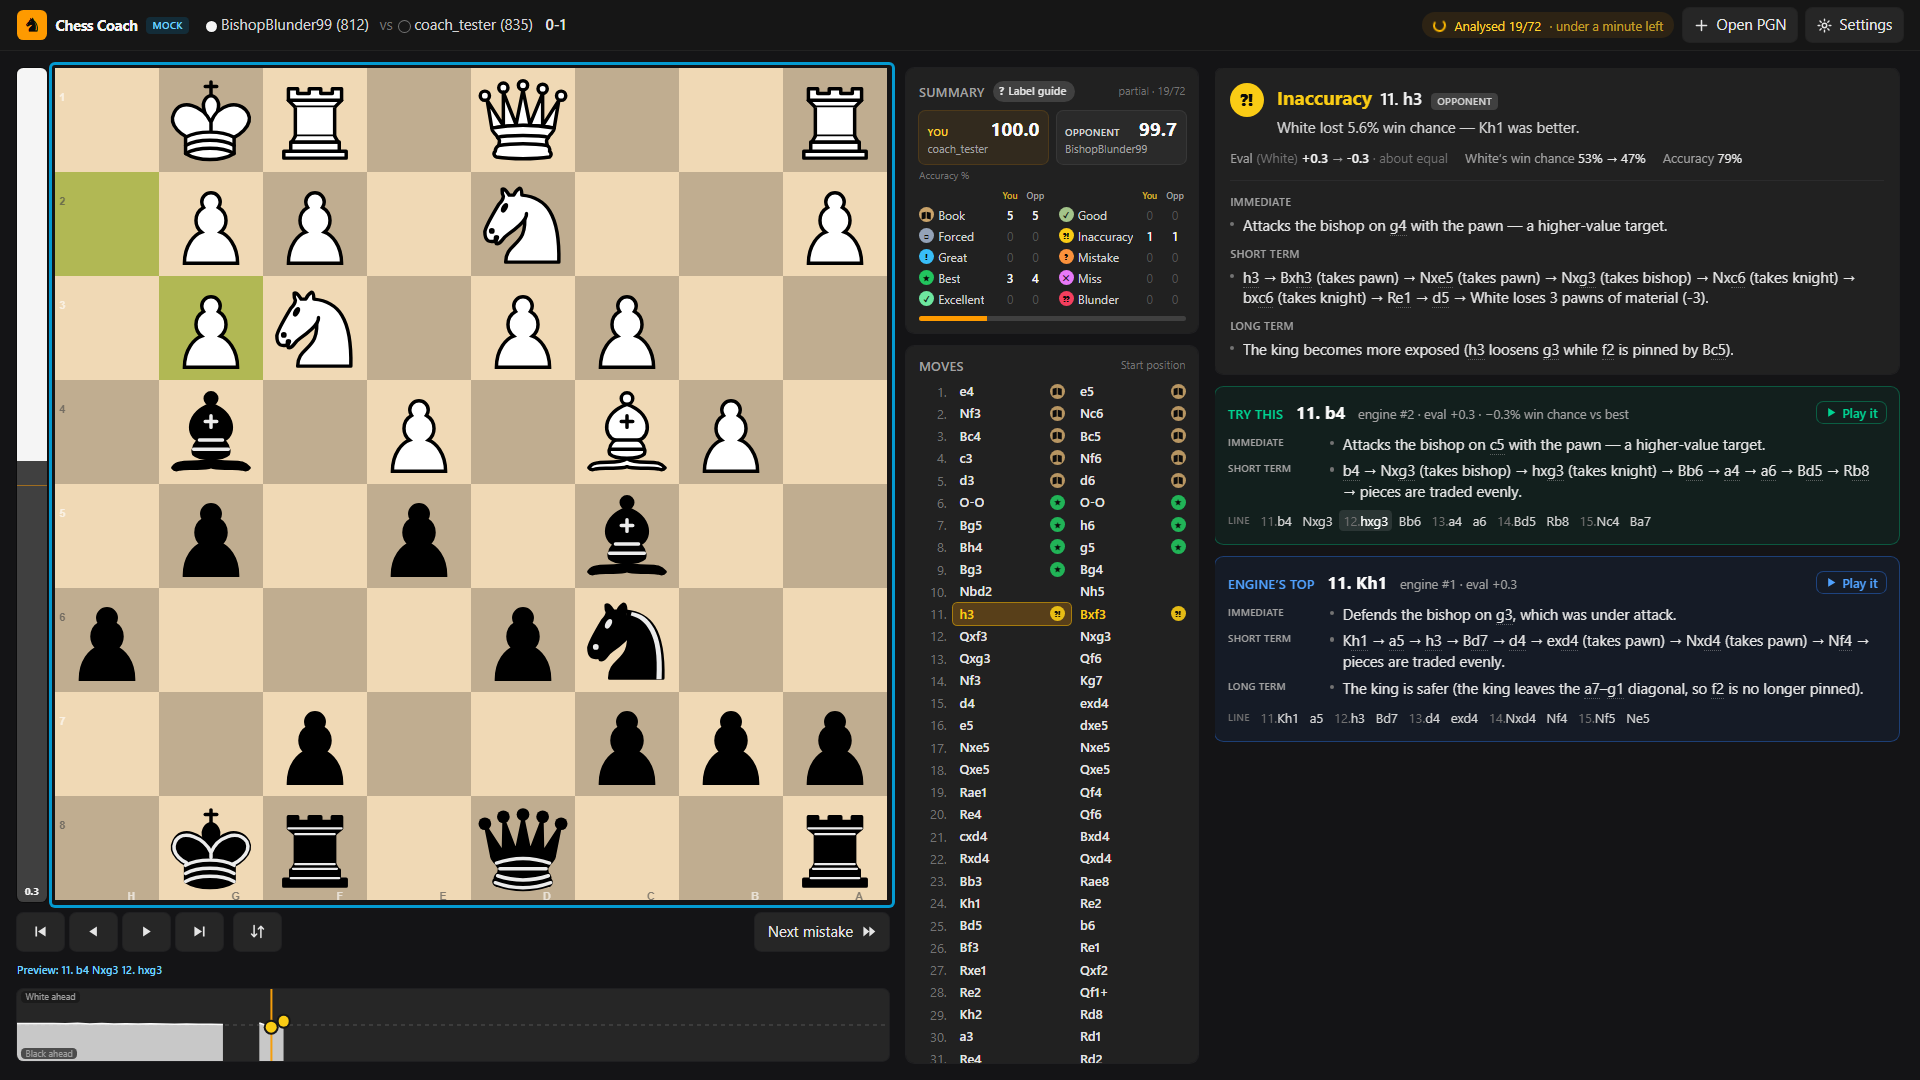 Chess Coach MOCK BishopBlunder99 (812) vs coach_tester (835) 0-1
Analysed 19/72 · under a minute left
Open PGN
Settings
1
2
3
4
5
6
7
8
H G F E D C B A
0.3
Next mistake
Preview: 11. b4 Nxg3 12. hxg3
White ahead
Black ahead
SUMMARY ? Label guide partial · 19/72
YOU 100.0
coach_tester
OPPONENT 99.7
BishopBlunder99
Accuracy %
You Opp You Opp
Book 5 5 Good 0 0
Forced 0 0 Inaccuracy 1 1
Great 0 0 Mistake 0 0
Best 3 4 Miss 0 0
Excellent 0 0 Blunder 0 0
MOVES Start position
1. e4 e5
2. Nf3 Nc6
3. Bc4 Bc5
4. c3 Nf6
5. d3 d6
6. O-O O-O
7. Bg5 h6
8. Bh4 g5
9. Bg3 Bg4
10. Nbd2 Nh5
11. h3 ?! Bxf3 ?!
12. Qxf3 Nxg3
13. Qxg3 Qf6
14. Nf3 Kg7
15. d4 exd4
16. e5 dxe5
17. Nxe5 Nxe5
18. Qxe5 Qxe5
19. Rae1 Qf4
20. Re4 Qf6
21. cxd4 Bxd4
22. Rxd4 Qxd4
23. Bb3 Rae8
24. Kh1 Re2
25. Bd5 b6
26. Bf3 Re1
27. Rxe1 Qxf2
28. Re2 Qf1+
29. Kh2 Rd8
30. a3 Rd1
31. Re4 Rd2
?! Inaccuracy 11. h3 OPPONENT
White lost 5.6% win chance — Kh1 was better.
Eval (White) +0.3 → -0.3 · about equal White's win chance 53% → 47% Accuracy 79%
IMMEDIATE
• Attacks the bishop on g4 with the pawn — a higher-value target.
SHORT TERM
• h3 → Bxh3 (takes pawn) → Nxe5 (takes pawn) → Nxg3 (takes bishop) → Nxc6 (takes knight) →
bxc6 (takes knight) → Re1 → d5 → White loses 3 pawns of material (-3).
LONG TERM
• The king becomes more exposed (h3 loosens g3 while f2 is pinned by Bc5).
TRY THIS 11. b4 engine #2 · eval +0.3 · −0.3% win chance vs best Play it
IMMEDIATE • Attacks the bishop on c5 with the pawn — a higher-value target.
SHORT TERM • b4 → Nxg3 (takes bishop) → hxg3 (takes knight) → Bb6 → a4 → a6 → Bd5 → Rb8
→ pieces are traded evenly.
LINE 11.b4 Nxg3 12.hxg3 Bb6 13.a4 a6 14.Bd5 Rb8 15.Nc4 Ba7
ENGINE'S TOP 11. Kh1 engine #1 · eval +0.3 Play it
IMMEDIATE • Defends the bishop on g3, which was under attack.
SHORT TERM • Kh1 → a5 → h3 → Bd7 → d4 → exd4 (takes pawn) → Nxd4 (takes pawn) → Nf4 →
pieces are traded evenly.
LONG TERM • The king is safer (the king leaves the a7–g1 diagonal, so f2 is no longer pinned).
LINE 11.Kh1 a5 12.h3 Bd7 13.d4 exd4 14.Nxd4 Nf4 15.Nf5 Ne5